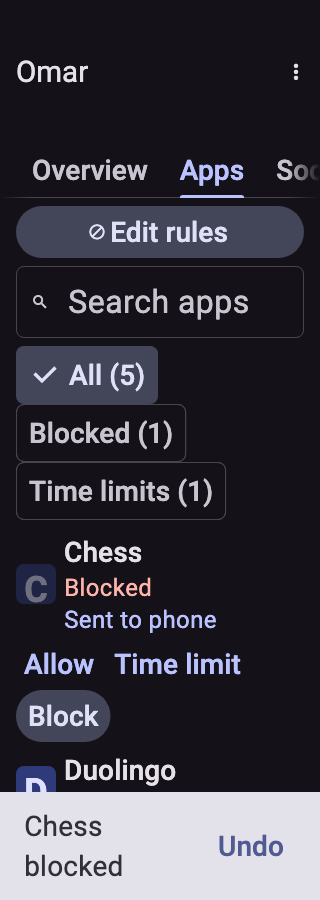 Omar
Overview Apps Soc
Edit rules
Search apps
All (5)
Blocked (1)
Time limits (1)
Chess
C
Blocked
Sent to phone
Allow Time limit
Block
Duolingo
D
Chess
blocked
Undo